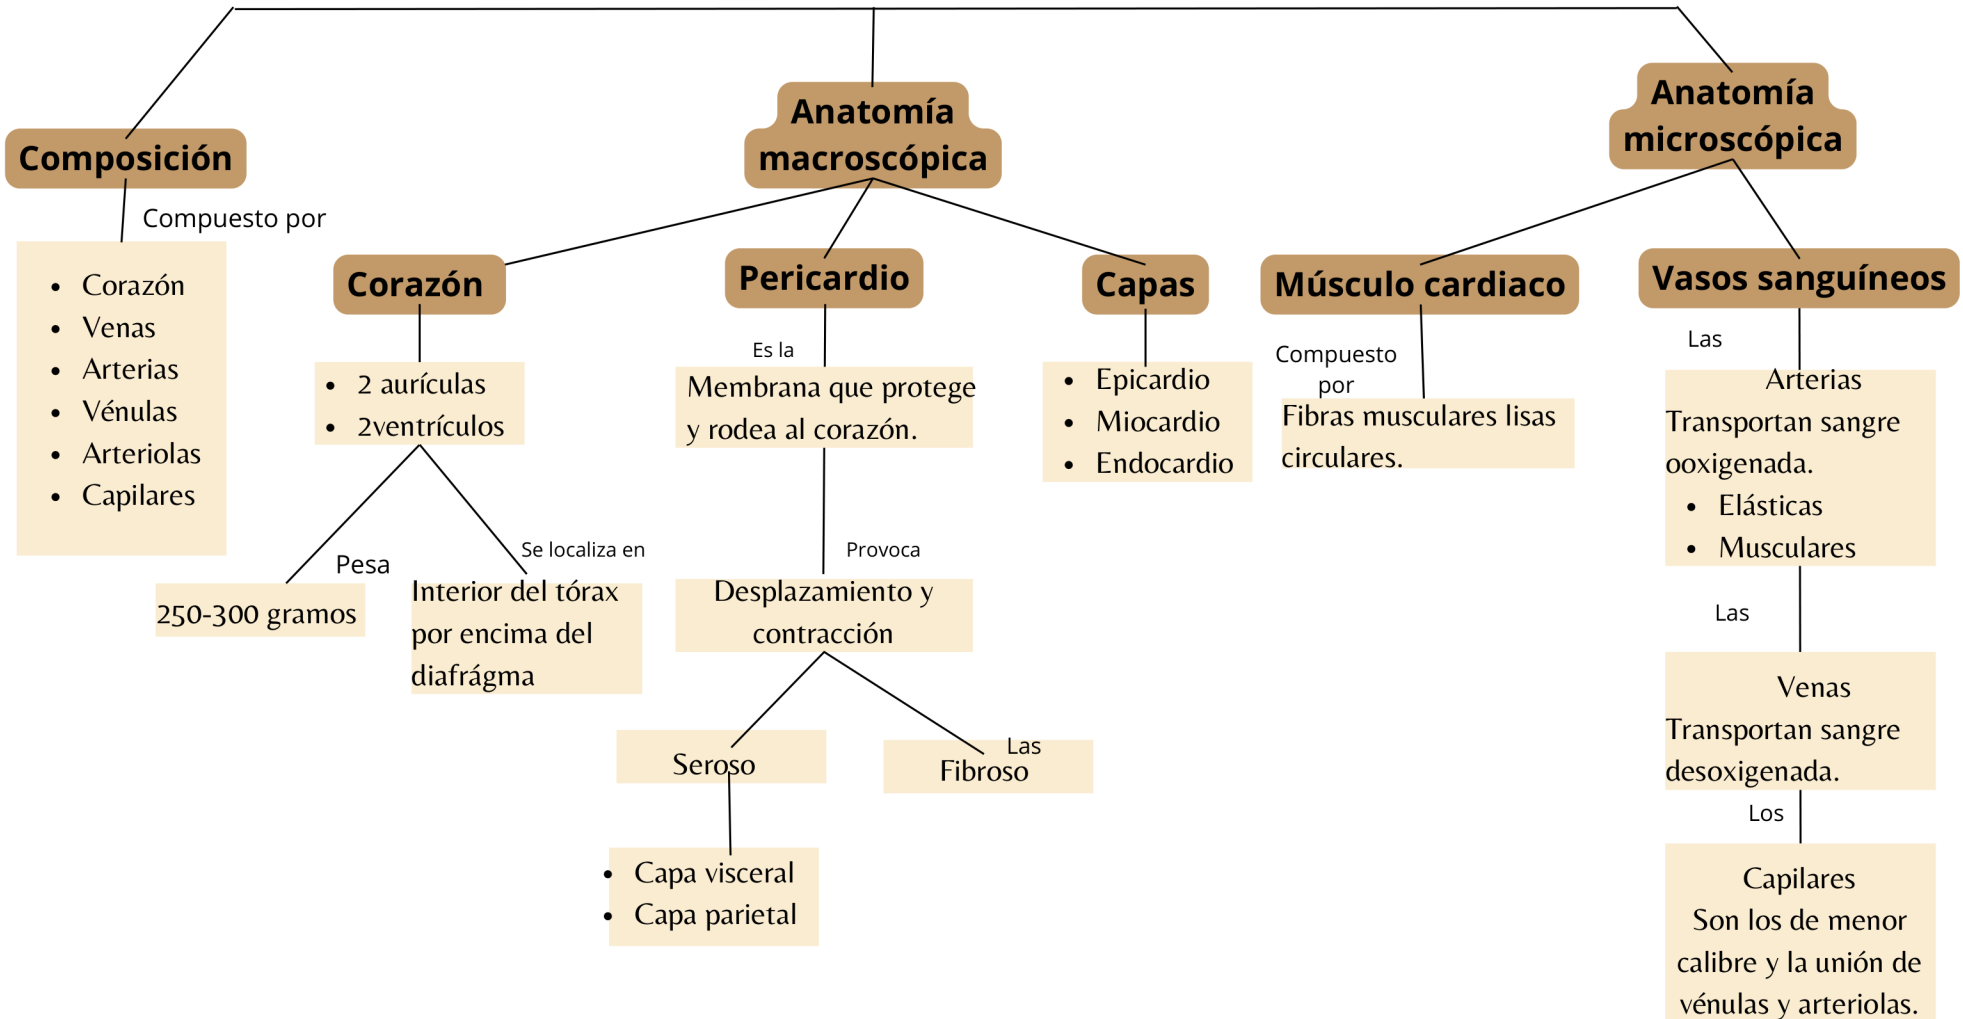 Composición
Compuesto por
• Corazón
• Venas
• Arterias
• Vénulas
• Arteriolas
• Capilares
Anatomía
macroscópica
Corazón
• 2 aurículas
• 2ventrículos
Pesa
250-300 gramos
Se localiza en
Interior del tórax
por encima del
diafrágma
Pericardio
Es la
Membrana que protege
y rodea al corazón.
Provoca
Desplazamiento y
contracción
Seroso
• Capa visceral
• Capa parietal
Las
Fibroso
Capas
• Epicardio
• Miocardio
• Endocardio
Anatomía
microscópica
Músculo cardiaco
Compuesto
por
Fibras musculares lisas
circulares.
Vasos sanguíneos
Las
Arterias
Transportan sangre
ooxigenada.
• Elásticas
• Musculares
Las
Venas
Transportan sangre
desoxigenada.
Los
Capilares
Son los de menor
calibre y la unión de
vénulas y arteriolas.